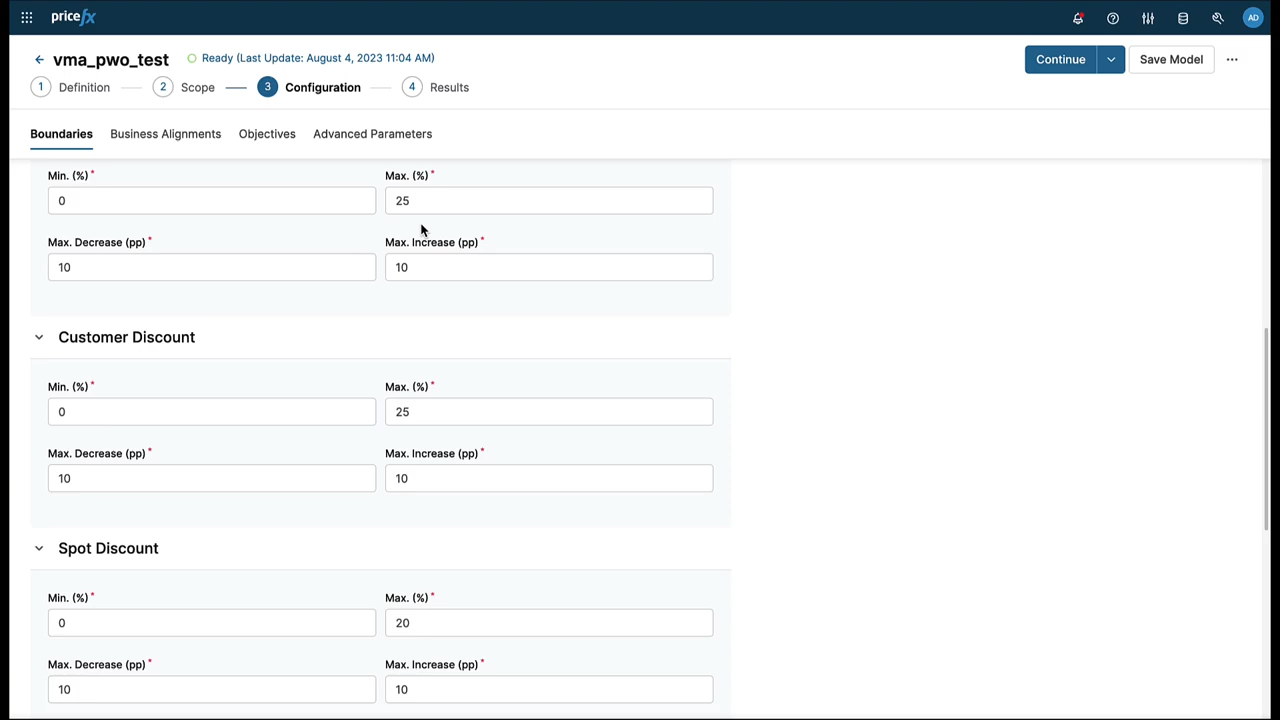 pricefx
AD
vma_pwo_test Ready (Last Update: August 4, 2023 11:04 AM) Continue Save Model
1 Definition 2 Scope 3 Configuration 4 Results
Boundaries Business Alignments Objectives Advanced Parameters
Min. (%) * Max. (%) *
0 25
Max. Decrease (pp) * Max. Increase (pp) *
10 10
Customer Discount
Min. (%) * Max. (%) *
0 25
Max. Decrease (pp) * Max. Increase (pp) *
10 10
Spot Discount
Min. (%) * Max. (%) *
0 20
Max. Decrease (pp) * Max. Increase (pp) *
10 10